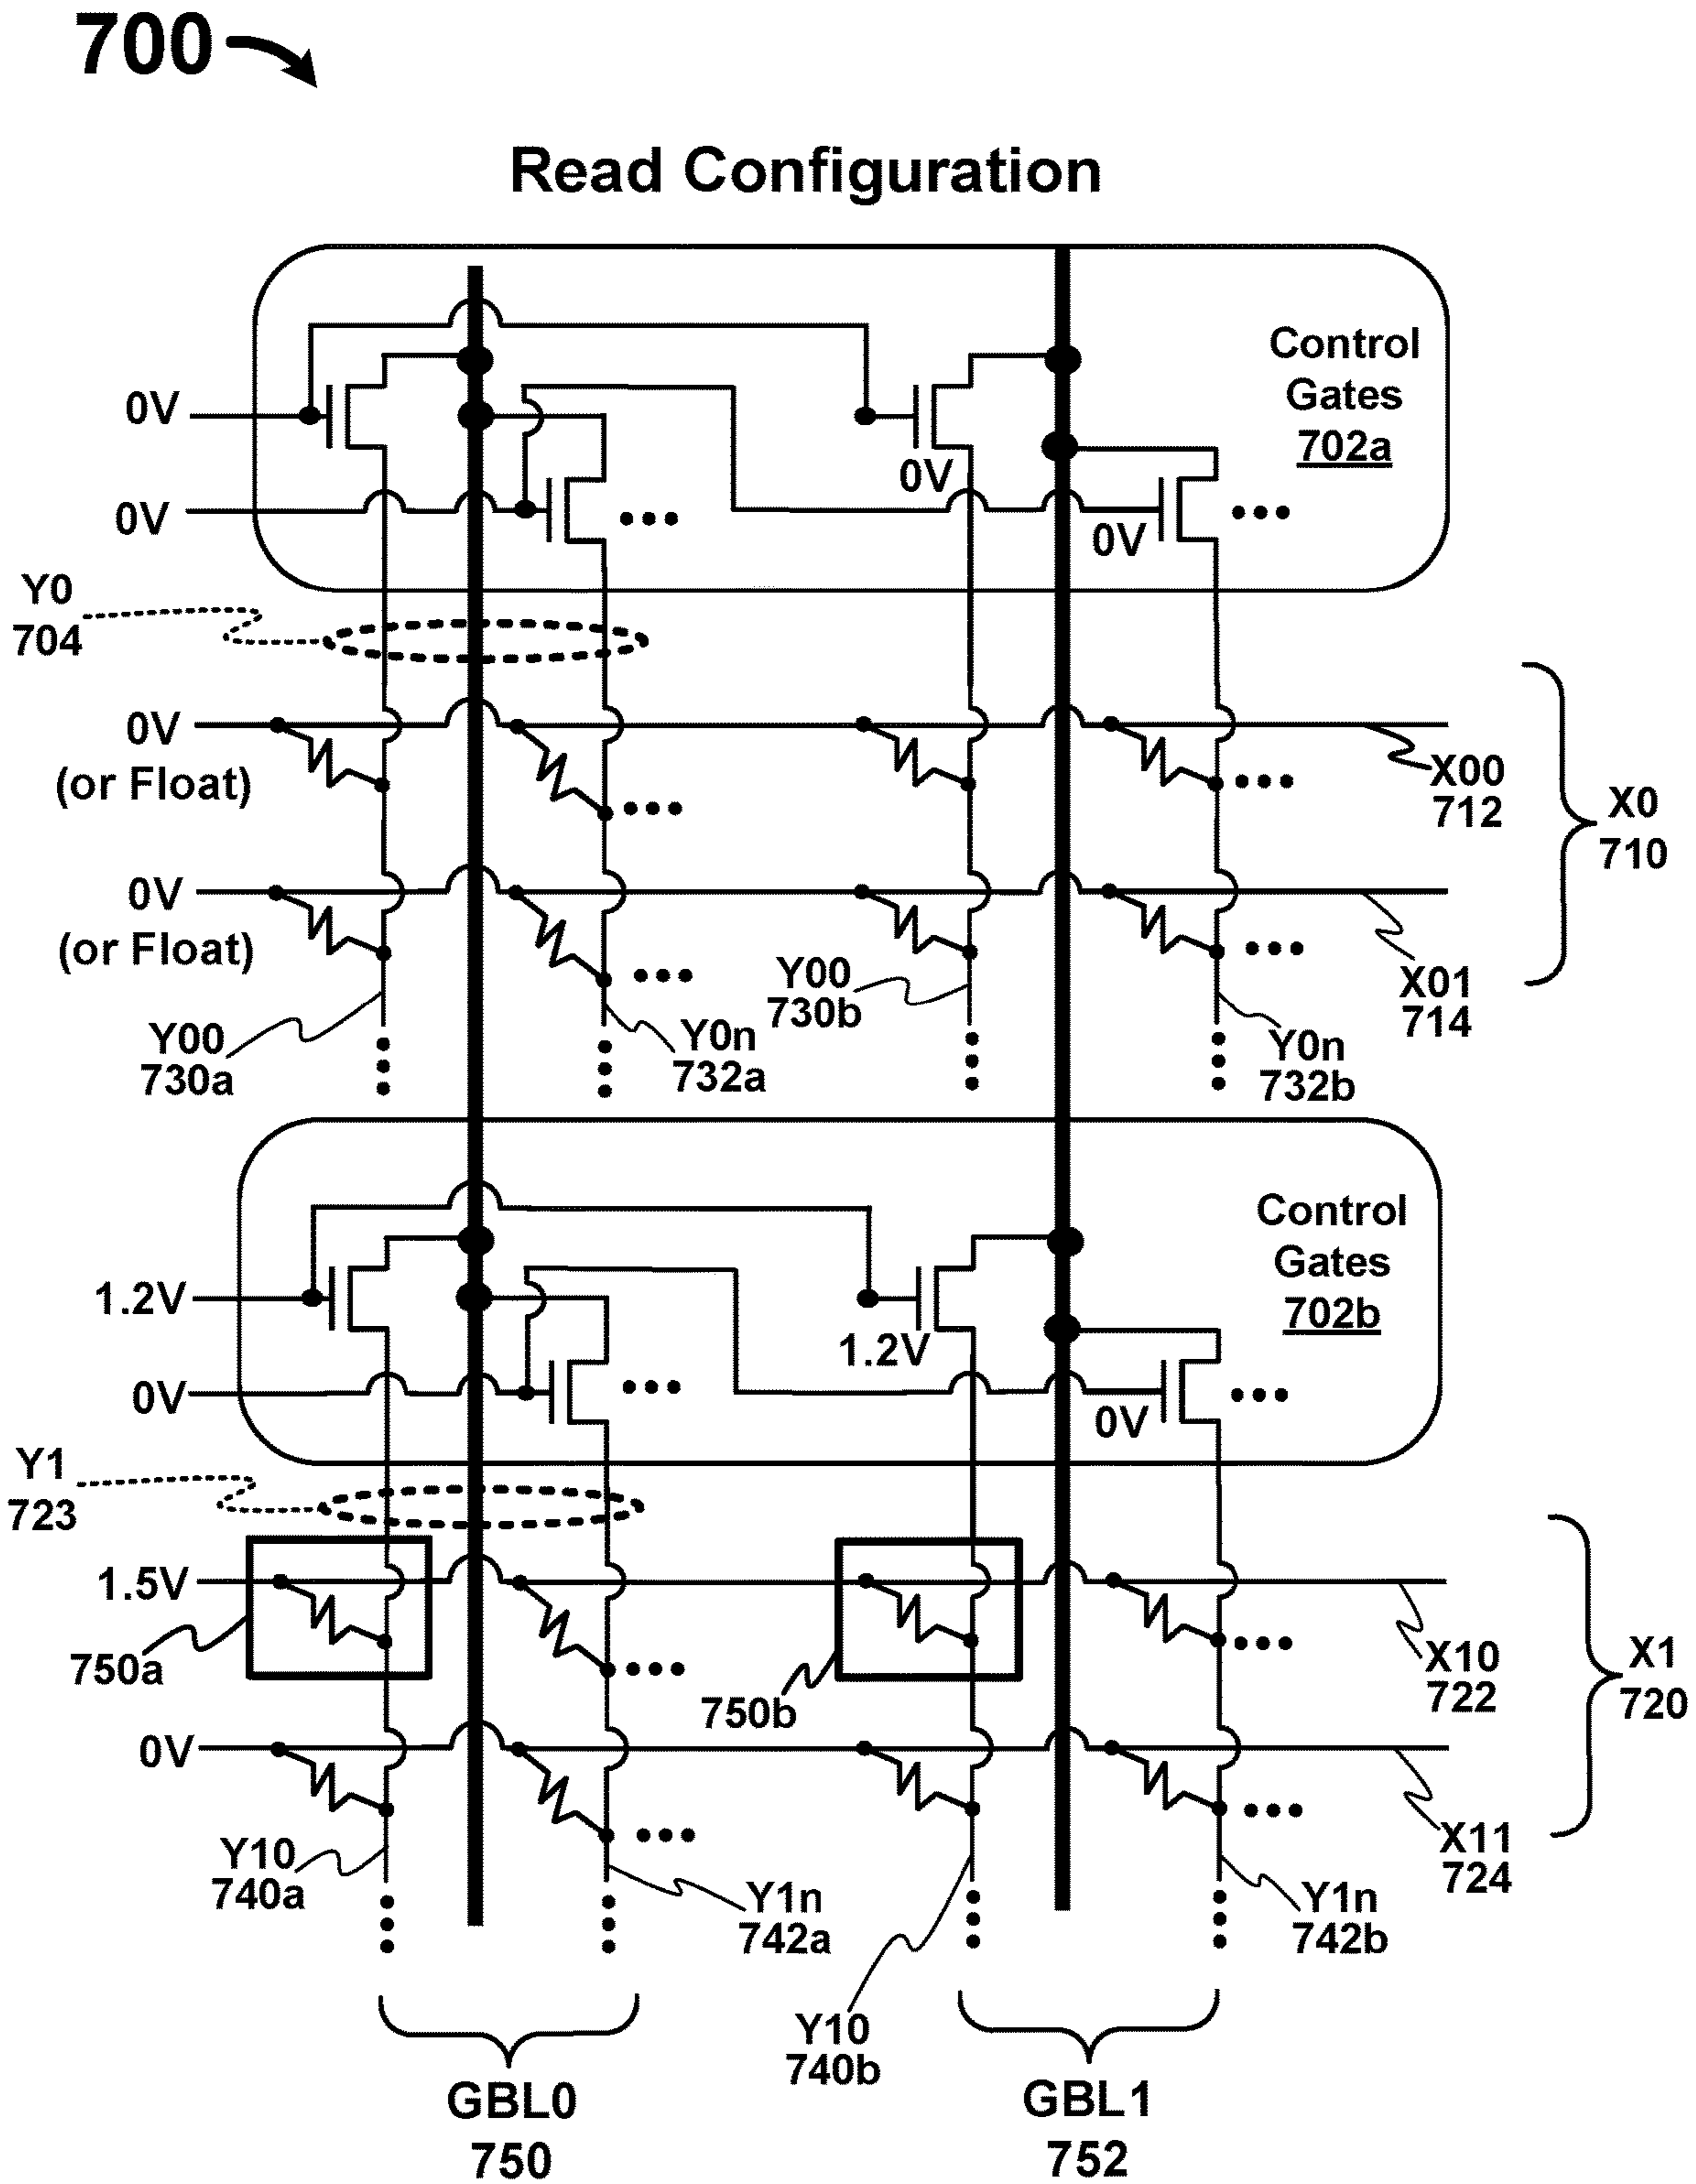 700
Read Configuration
Control
Gates
702a
0V
0V
0V
0V
Y0
704
0V
(or Float)
X00
712
X0
710
0V
(or Float)
X01
714
Y00
730a
Y0n
732a
Y00
730b
Y0n
732b
Control
Gates
702b
1.2V
1.2V
0V
0V
Y1
723
1.5V
750a
750b
X10
722
X1
720
0V
X11
724
Y10
740a
Y1n
742a
Y10
740b
Y1n
742b
GBL0
750
GBL1
752